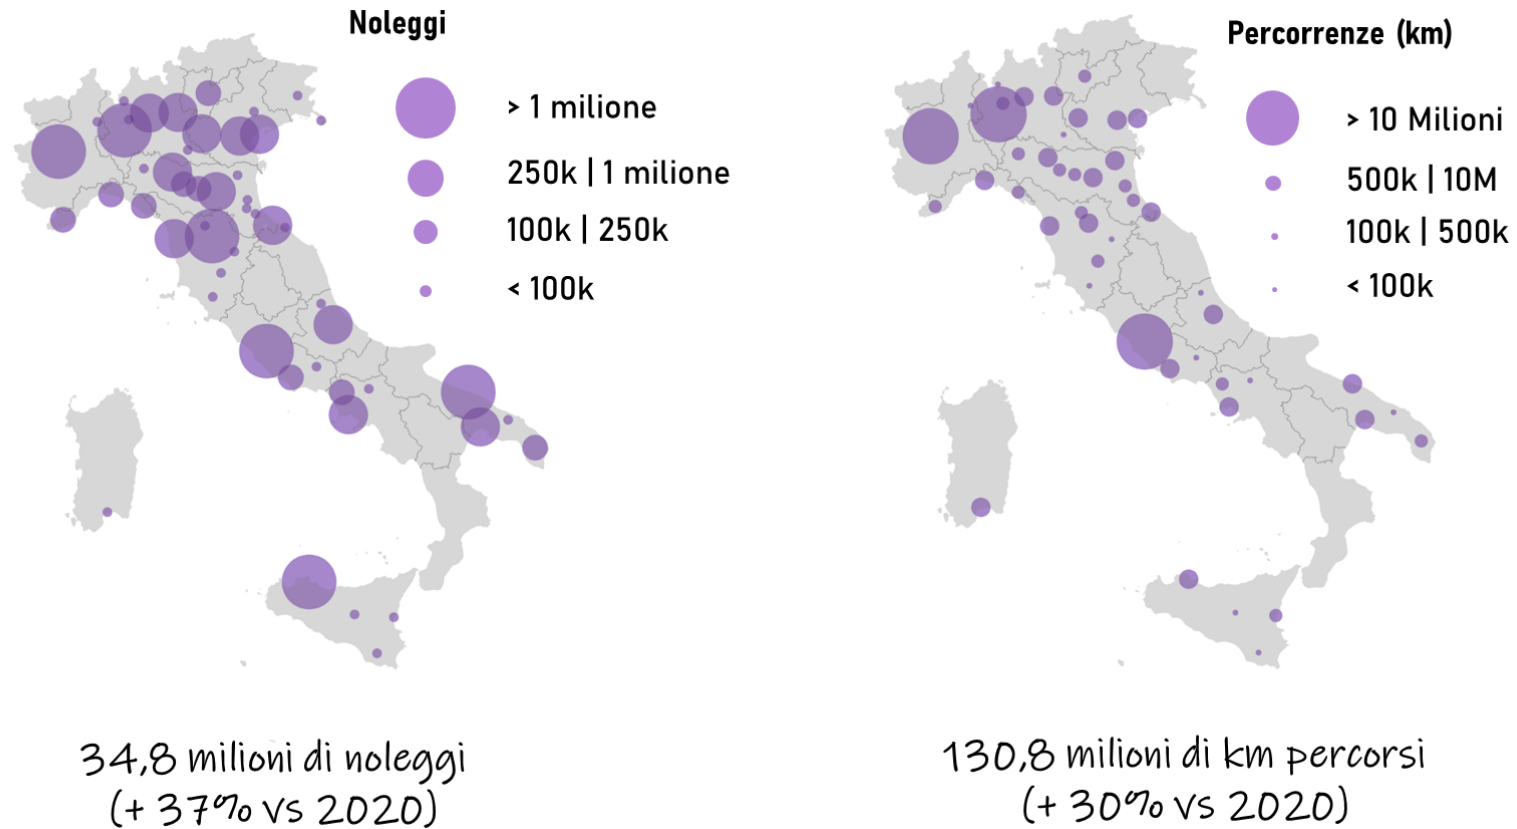 Noleggi
> 1 milione
250k | 1 milione
100k | 250k
< 100k
34,8 milioni di noleggi
(+ 37% vs 2020)
Percorrenze (km)
> 10 Milioni
500k | 10M
100k | 500k
< 100k
130,8 milioni di km percorsi
(+ 30% vs 2020)